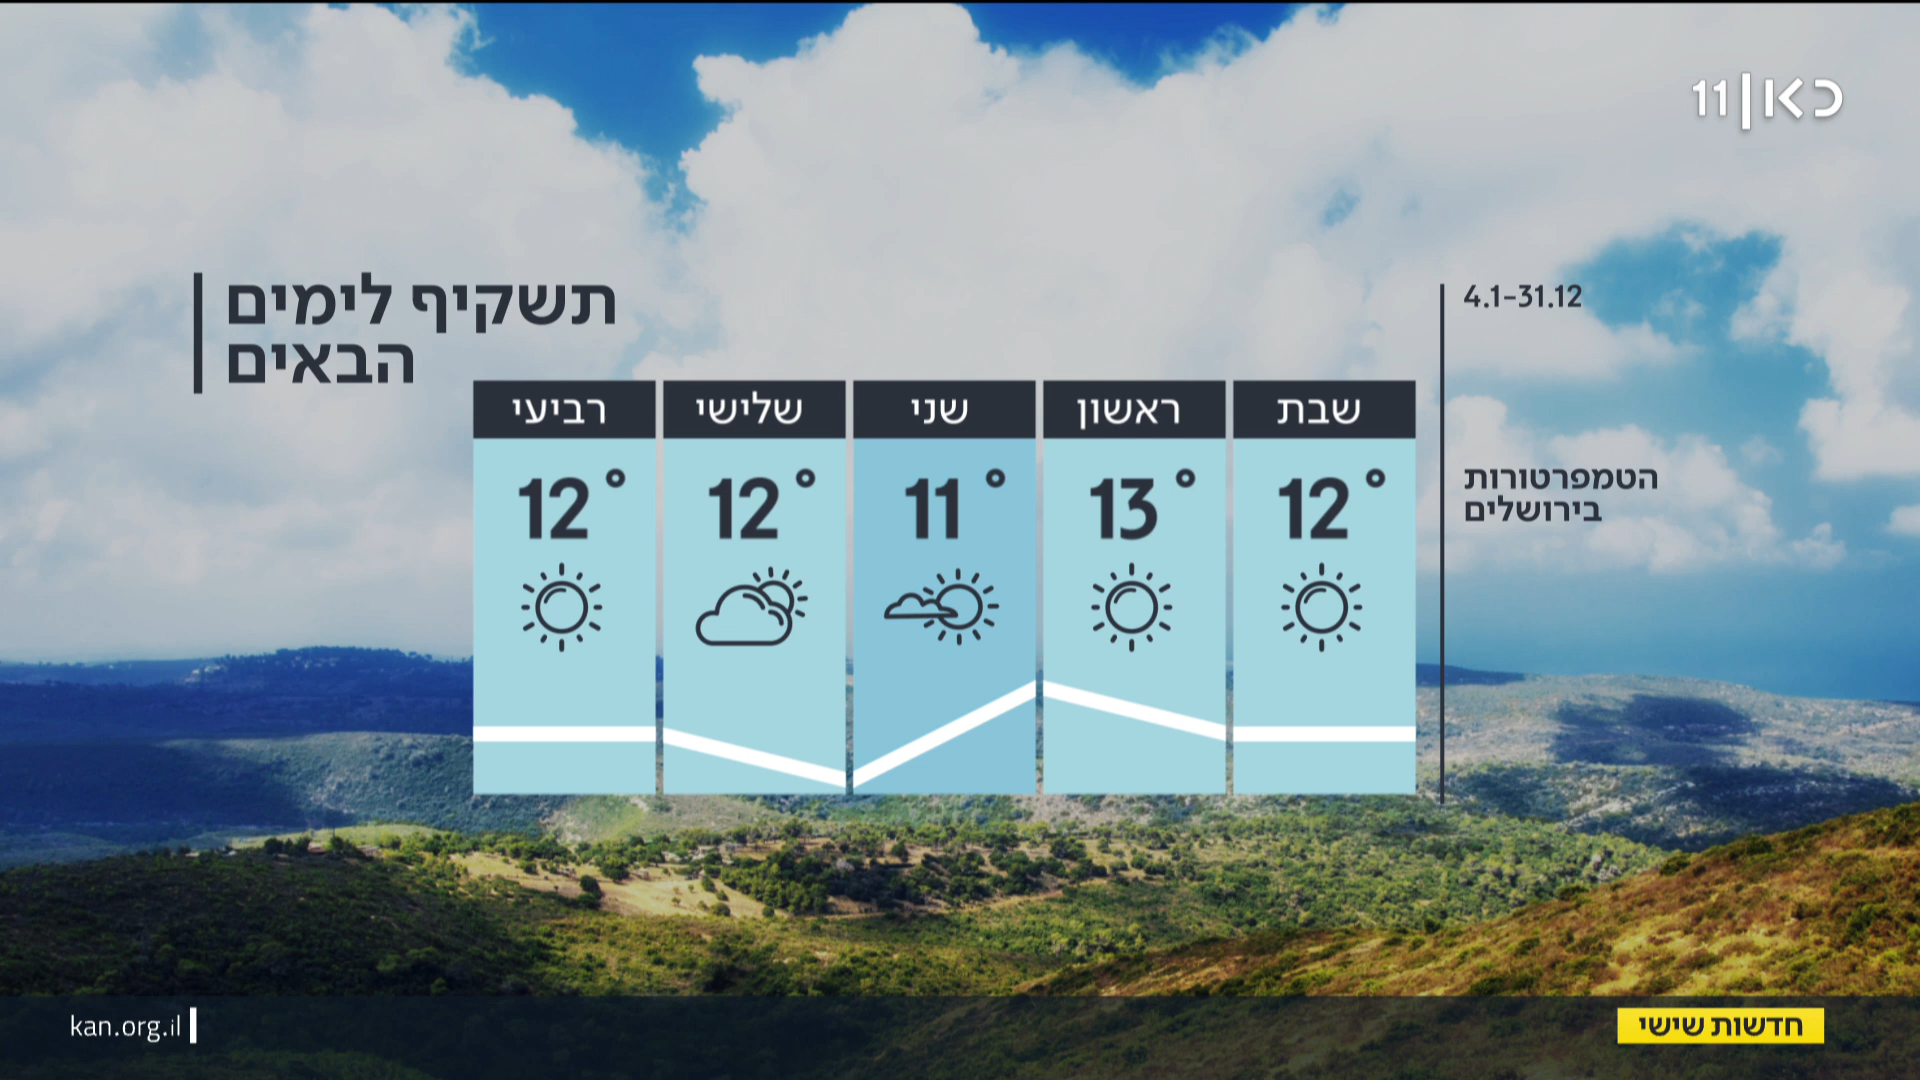 כאן|11
תשקיף לימים
הבאים
4.1-31.12
הטמפרטורות
בירושלים
שבת
12°
ראשון
13°
שני
11°
שלישי
12°
רביעי
12°
חדשות שישי
kan.org.il